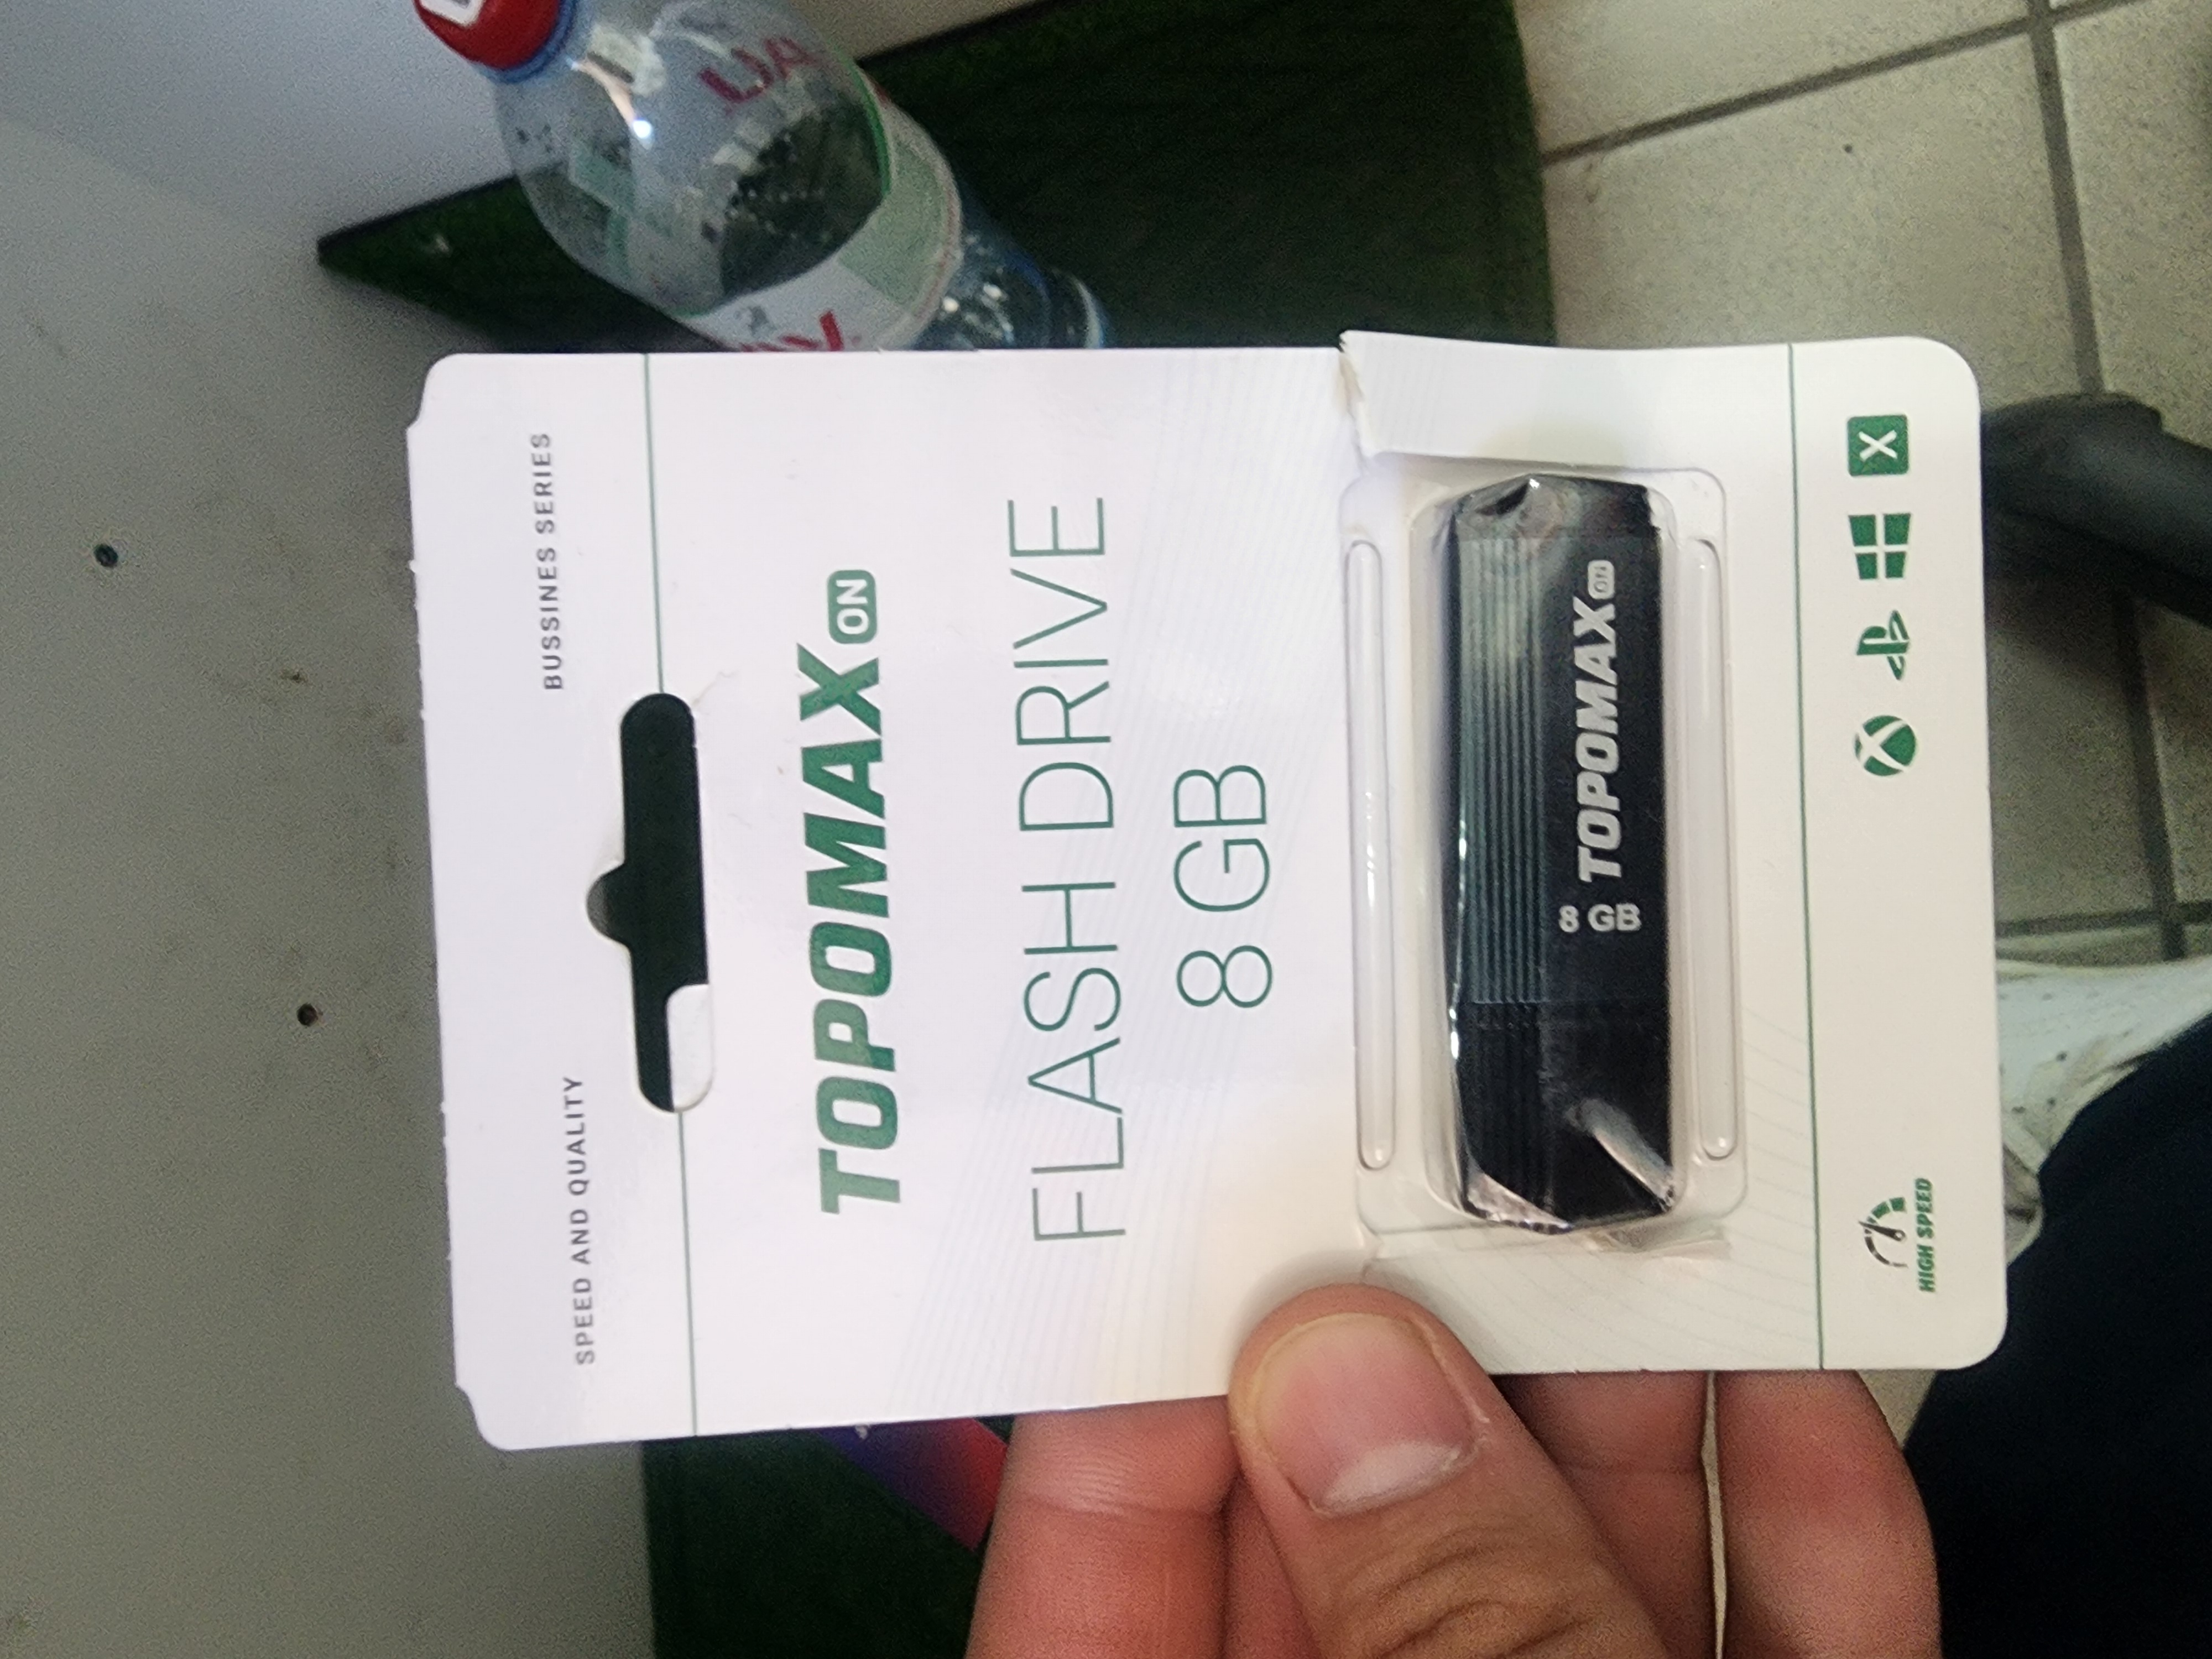 SPEED AND QUALITY
BUSSINES SERIES
TOPOMAX ON
FLASH DRIVE
8 GB
8 GB
TOPOMAX ON
HIGH SPEED